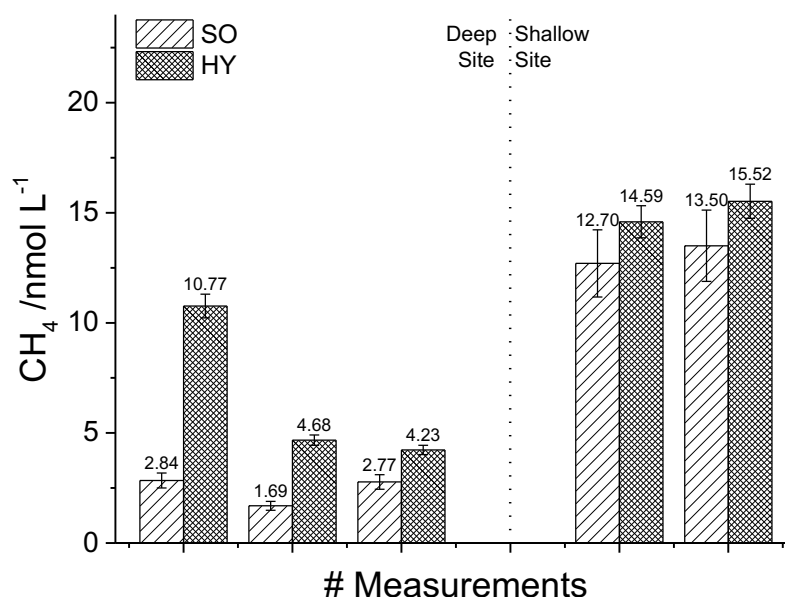 SO
HY
Deep
Site
Shallow
Site
CH4 /nmol L-1
20
15
10
5
0
2.84
10.77
1.69
4.68
2.77
4.23
12.70
14.59
13.50
15.52
# Measurements